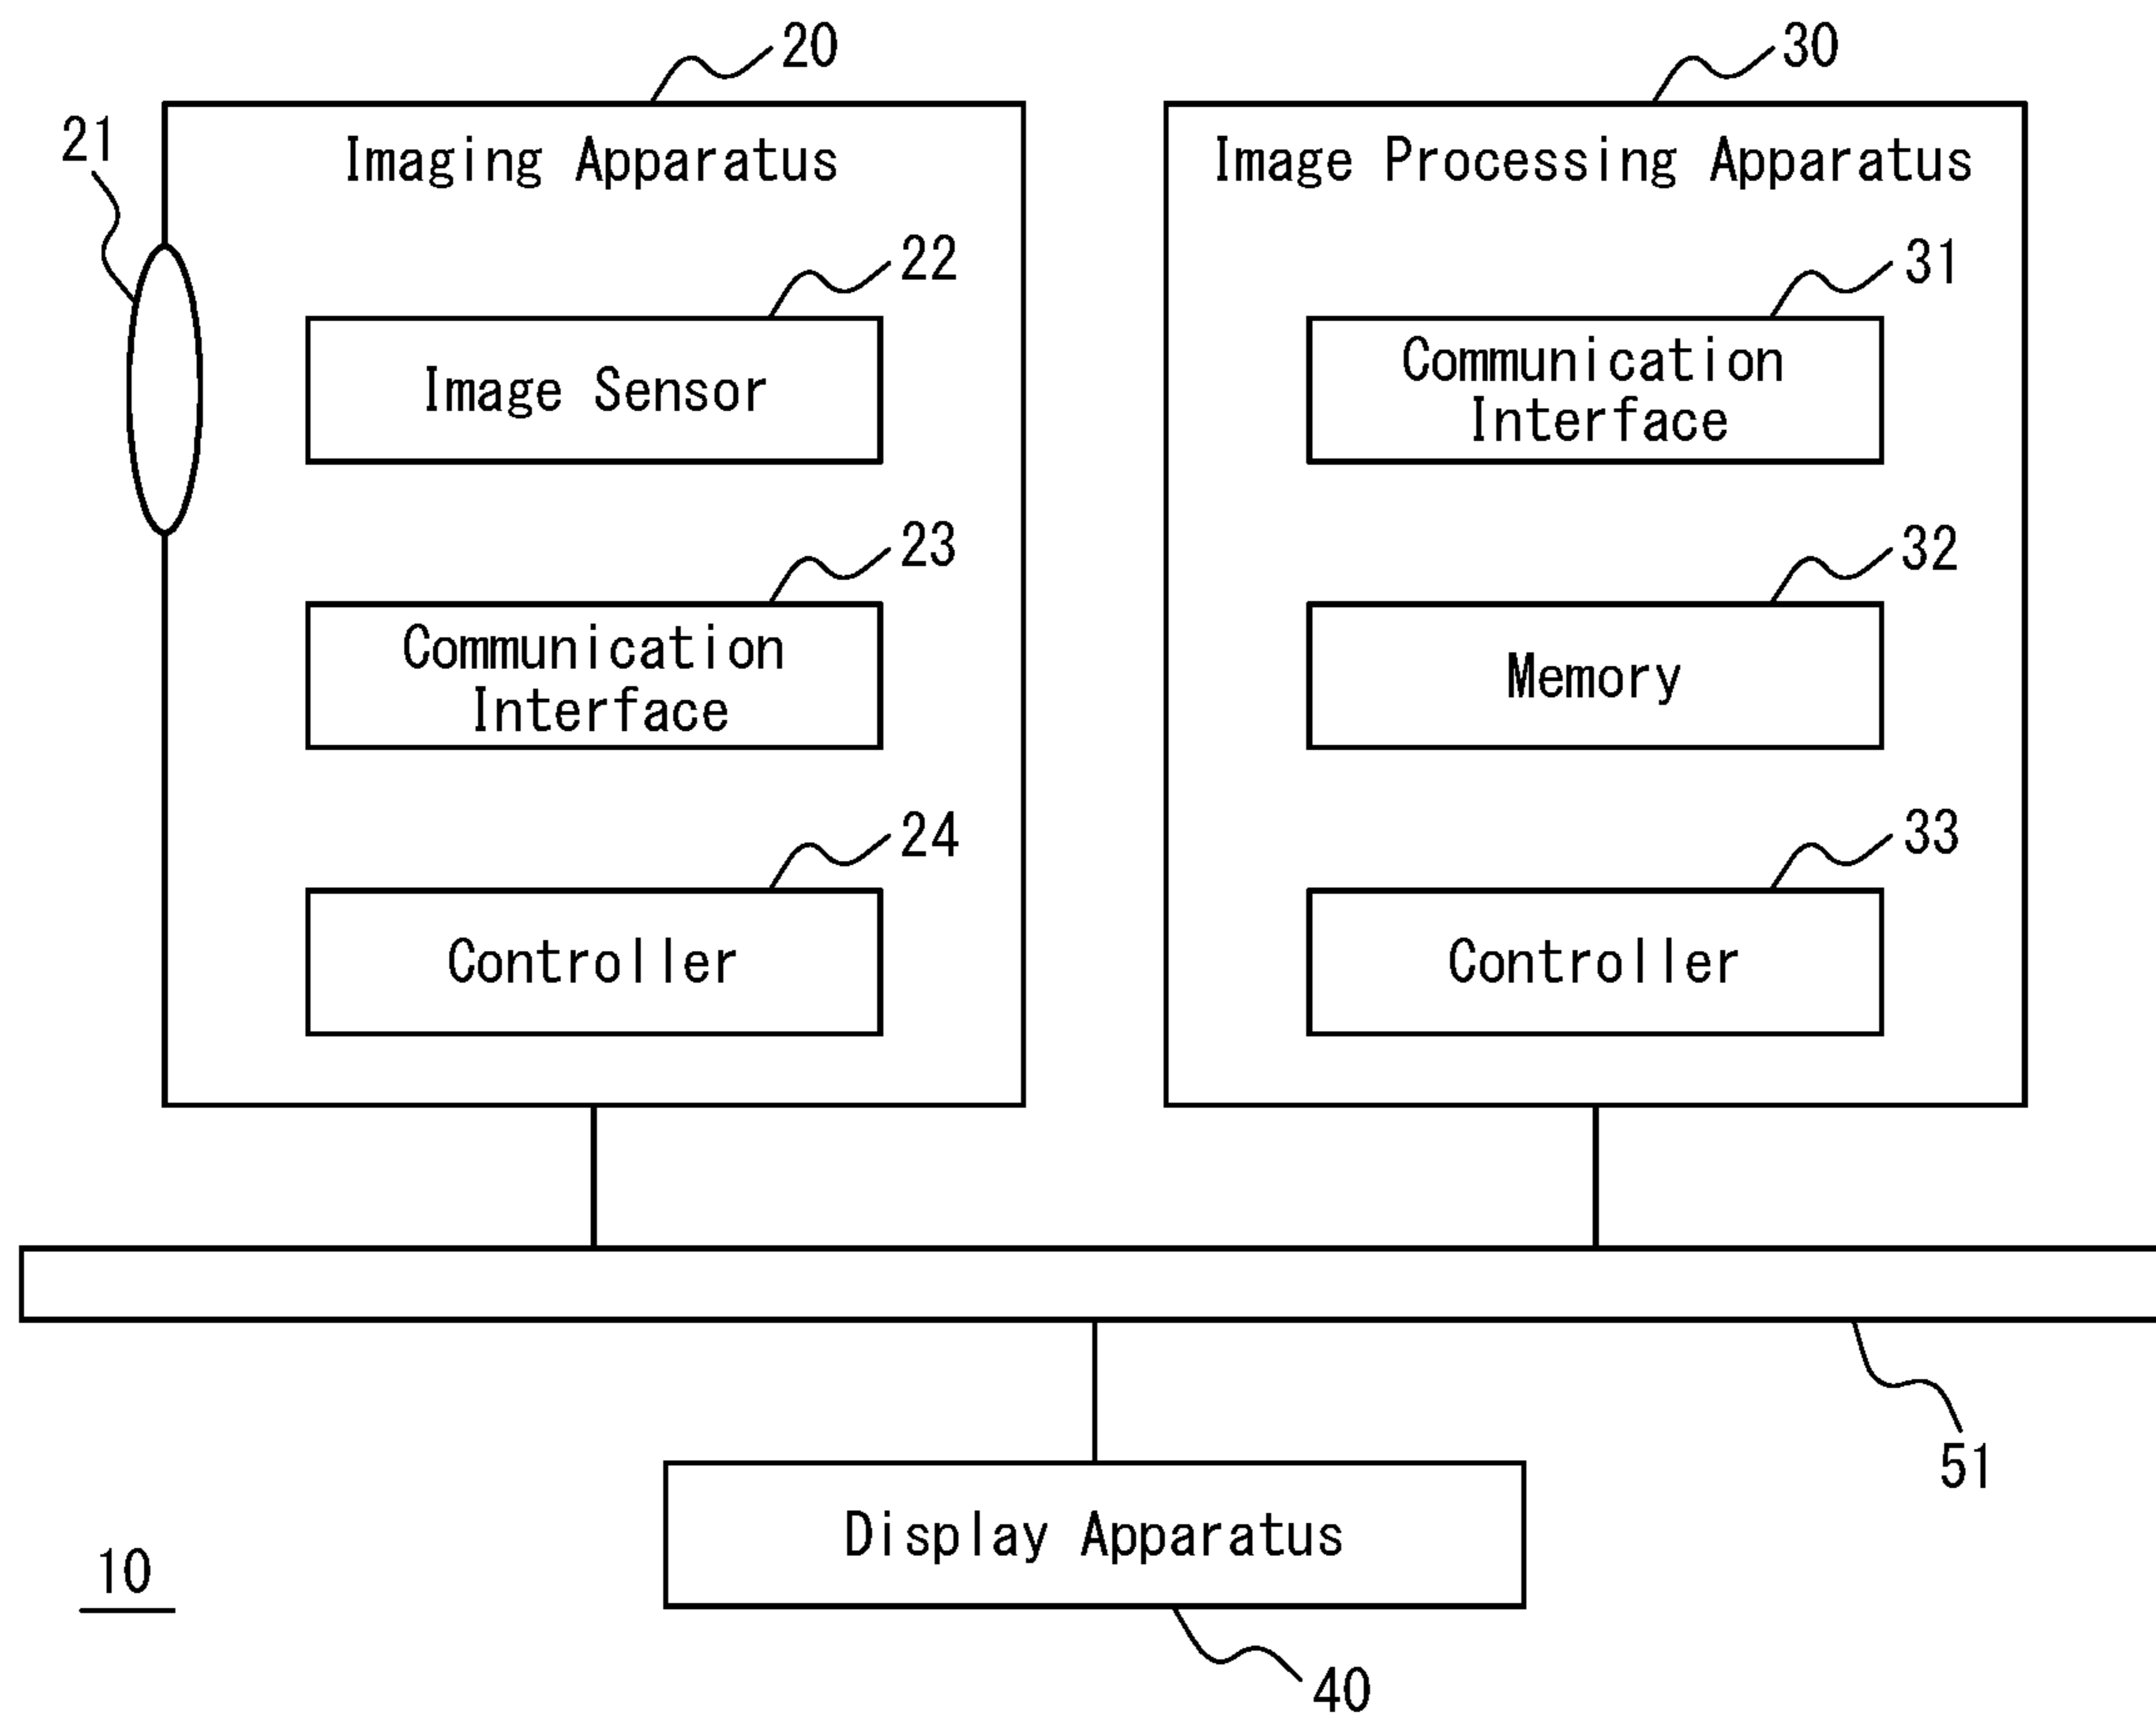 20
30
21
Imaging Apparatus
Image Processing Apparatus
22
31
Image Sensor
Communication
Interface
23
32
Communication
Interface
Memory
24
33
Controller
Controller
51
Display Apparatus
10
40